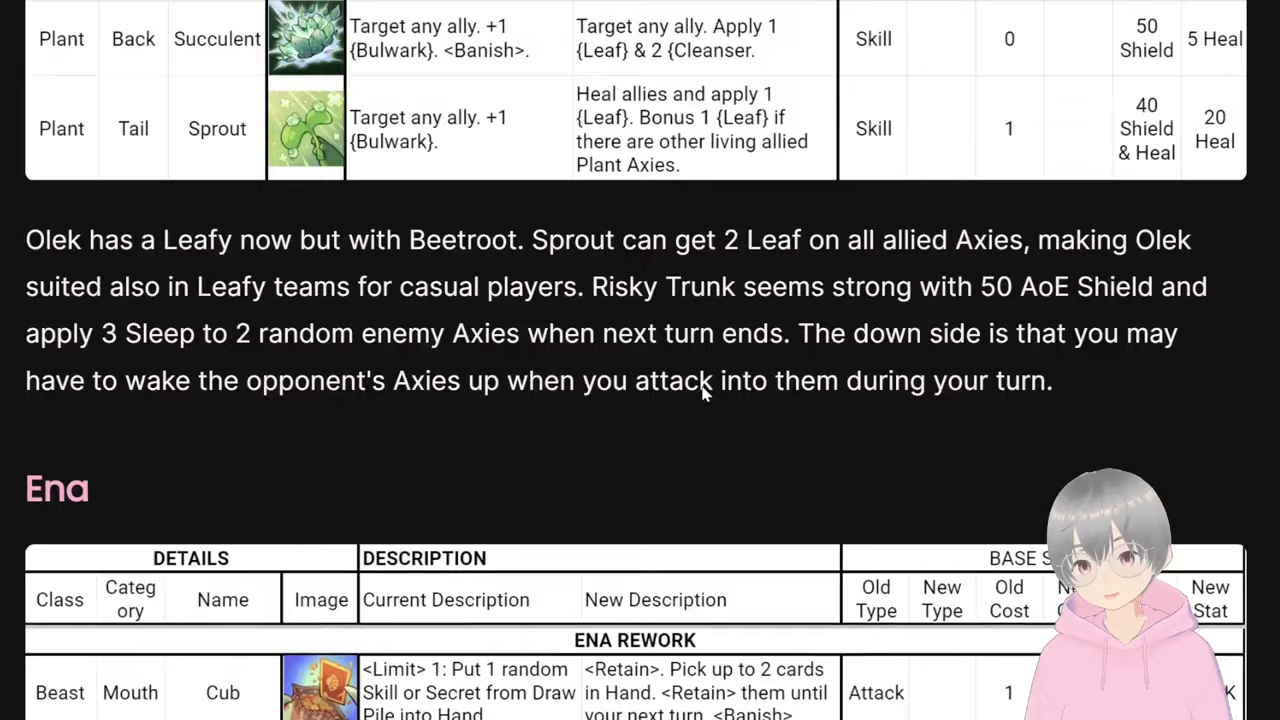 Plant Back Succulent Target any ally. +1 Target any ally. Apply 1 Skill 0 50 5 Heal
{Bulwark}. <Banish>. {Leaf} & 2 {Cleanser. Shield
Heal allies and apply 1
Plant Tail Sprout Target any ally. +1 {Leaf}. Bonus 1 {Leaf} if Skill 1 40 20
{Bulwark}. there are other living allied Shield Heal
Plant Axies. & Heal
Olek has a Leafy now but with Beetroot. Sprout can get 2 Leaf on all allied Axies, making Olek
suited also in Leafy teams for casual players. Risky Trunk seems strong with 50 AoE Shield and
apply 3 Sleep to 2 random enemy Axies when next turn ends. The down side is that you may
have to wake the opponent's Axies up when you attack into them during your turn.
Ena
DETAILS DESCRIPTION BASE
Class Categ Name Image Current Description New Description Old New Old New
ory Type Type Cost Stat
ENA REWORK
<Limit> 1: Put 1 random <Retain>. Pick up to 2 cards
Beast Mouth Cub Skill or Secret from Draw in Hand. <Retain> them until Attack 1
Pile into Hand. your next turn. <Banish>